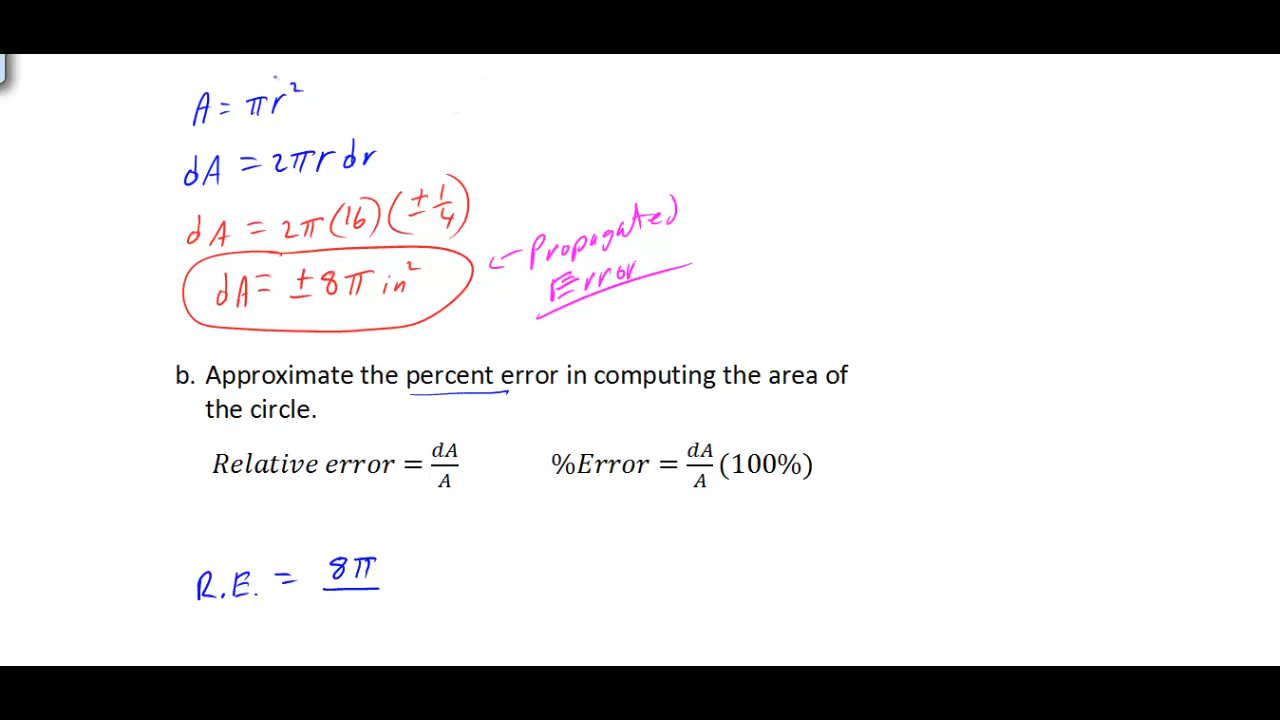 A = πr²
dA = 2πr dr
dA = 2π(16)(± 1/4)
dA = ± 8π in²
← Propagated
Error
b. Approximate the percent error in computing the area of
the circle.
Relative error = dA/A %Error = dA/A (100%)
R.E. = 8π